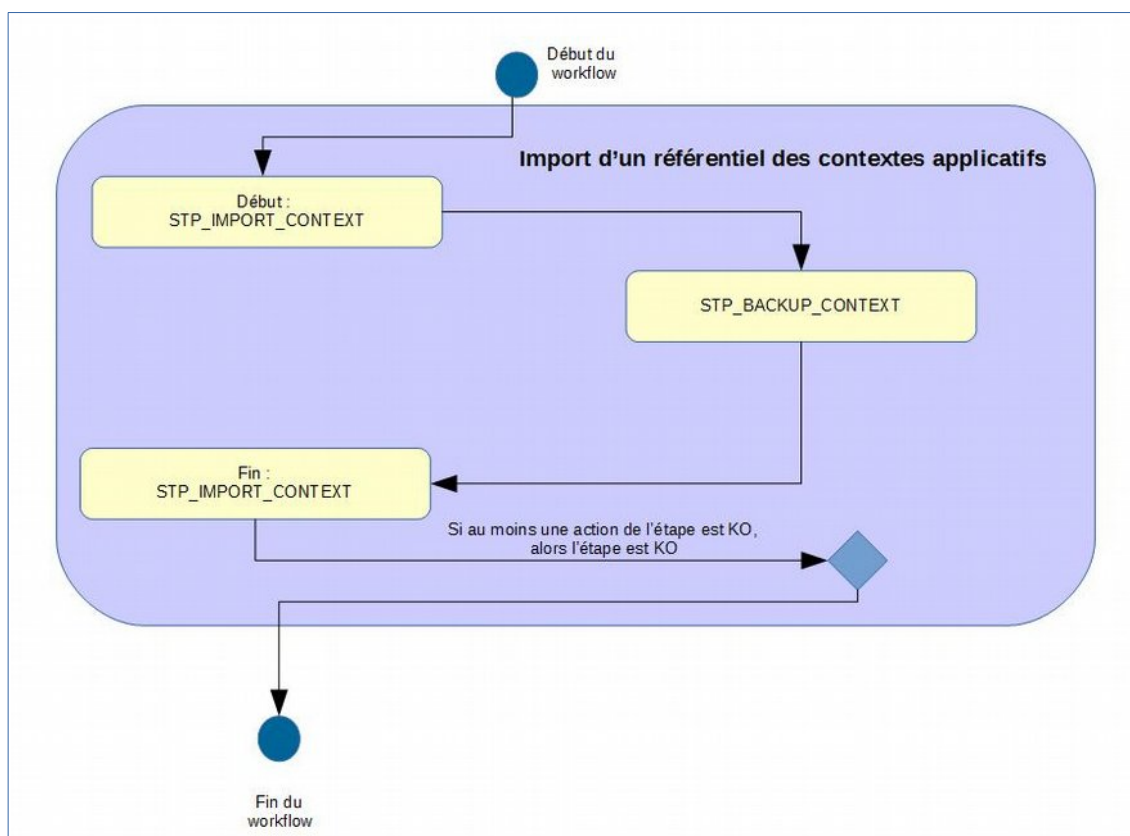 Début du
workflow
Import d'un référentiel des contextes applicatifs
Début :
STP_IMPORT_CONTEXT
STP_BACKUP_CONTEXT
Fin :
STP_IMPORT_CONTEXT
Si au moins une action de l'étape est KO,
alors l'étape est KO
Fin du
workflow